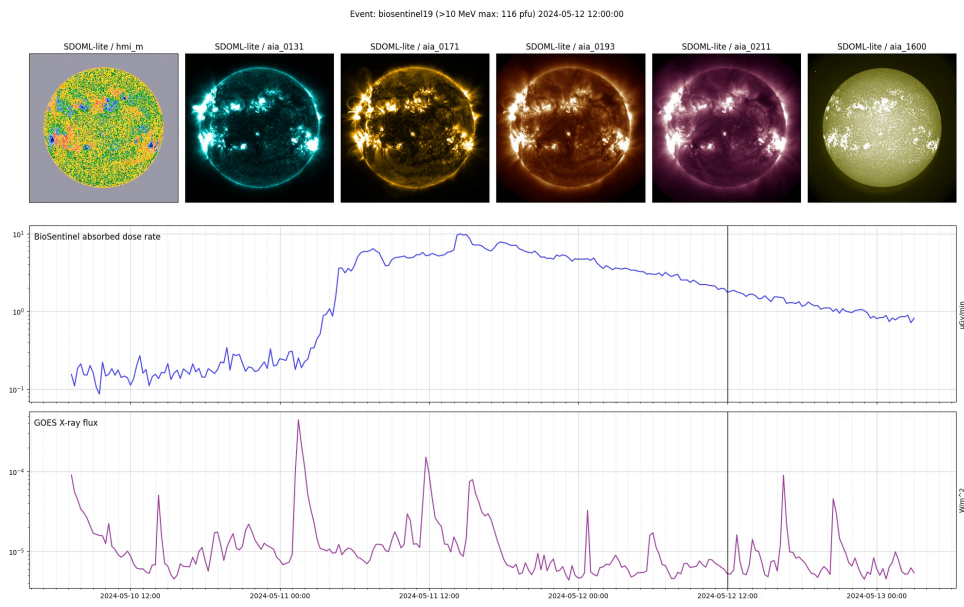 Event: biosentinel19 (>10 MeV max: 116 pfu) 2024-05-12 12:00:00
SDOML-lite / hmi_m
SDOML-lite / aia_0131
SDOML-lite / aia_0171
SDOML-lite / aia_0193
SDOML-lite / aia_0211
SDOML-lite / aia_1600
BioSentinel absorbed dose rate
10¹
10⁰
10⁻¹
μGy/min
GOES X-ray flux
10⁻⁴
10⁻⁵
W/m^2
2024-05-10 12:00
2024-05-11 00:00
2024-05-11 12:00
2024-05-12 00:00
2024-05-12 12:00
2024-05-13 00:00